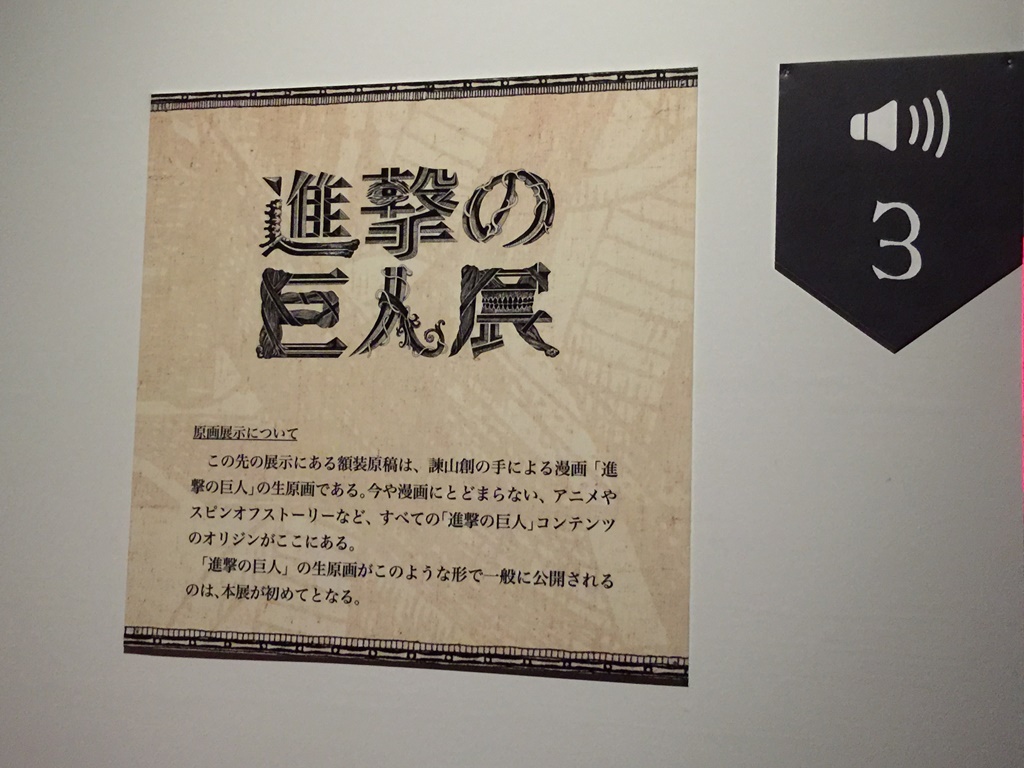 進撃の
巨人展
原画展示について
この先の展示にある額装原稿は、諫山創の手による漫画「進
撃の巨人」の生原画である。今や漫画にとどまらない、アニメや
スピンオフストーリーなど、すべての「進撃の巨人」コンテンツ
のオリジンがここにある。
「進撃の巨人」の生原画がこのような形で一般に公開される
のは、本展が初めてとなる。
3